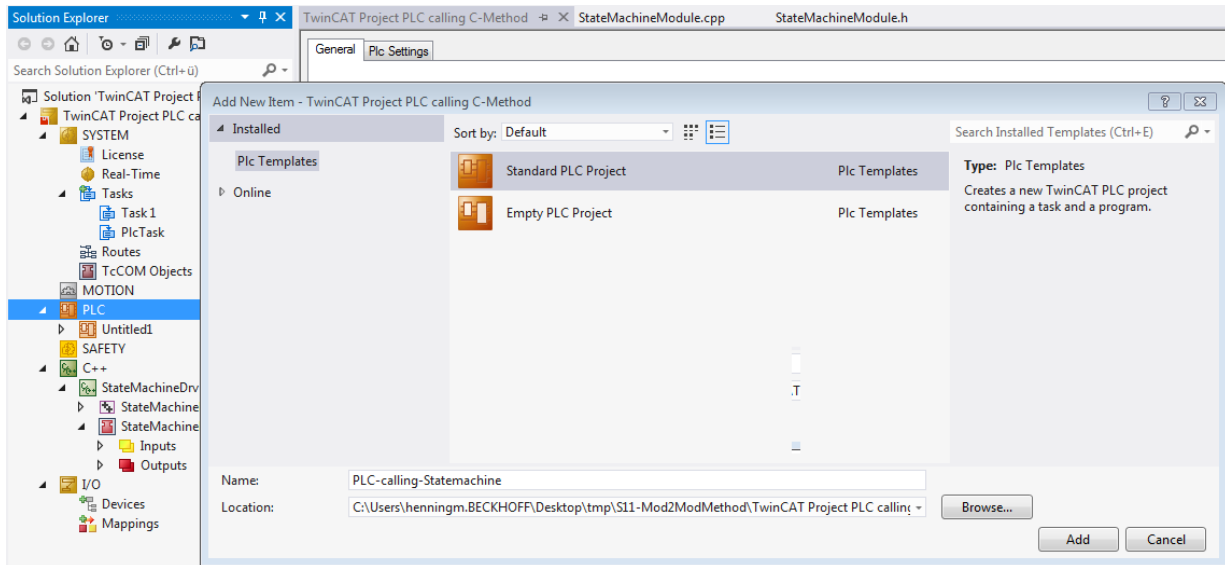 Solution Explorer
TwinCAT Project PLC calling C-Method
StateMachineModule.cpp
StateMachineModule.h
General
Plc Settings
Search Solution Explorer (Ctrl+ü)
Solution 'TwinCAT Project
TwinCAT Project PLC ca
SYSTEM
License
Real-Time
Tasks
Task 1
PlcTask
Routes
TcCOM Objects
MOTION
PLC
Untitled1
SAFETY
C++
StateMachineDrv
StateMachine
StateMachine
Inputs
Outputs
I/O
Devices
Mappings
Add New Item - TwinCAT Project PLC calling C-Method
Installed
Plc Templates
Online
Sort by: Default
Search Installed Templates (Ctrl+E)
Standard PLC Project Plc Templates
Empty PLC Project Plc Templates
Type: Plc Templates
Creates a new TwinCAT PLC project
containing a task and a program.
Name: PLC-calling-Statemachine
Location: C:\Users\henningm.BECKHOFF\Desktop\tmp\S11-Mod2ModMethod\TwinCAT Project PLC calling
Browse...
Add
Cancel